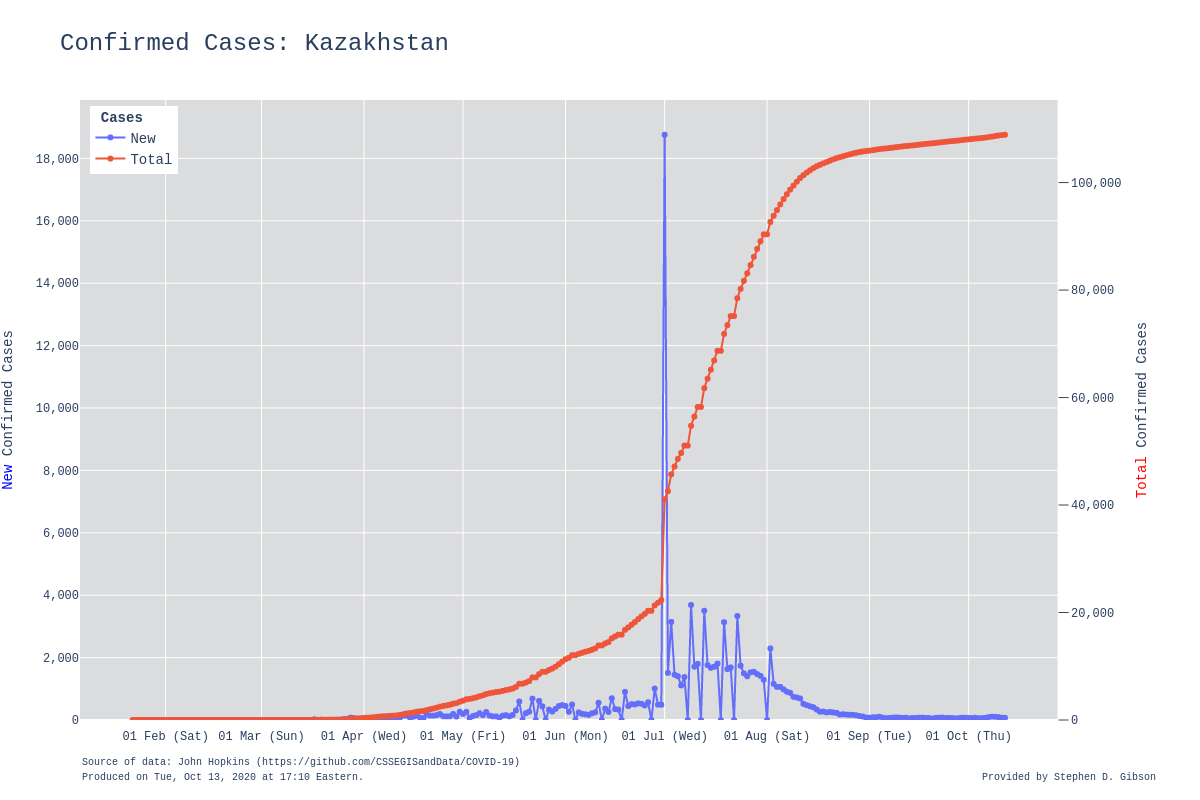 Confirmed Cases: Kazakhstan
Cases
New
Total
18,000
16,000
14,000
12,000
10,000
8,000
6,000
4,000
2,000
0
New Confirmed Cases
100,000
80,000
60,000
40,000
20,000
0
Total Confirmed Cases
01 Feb (Sat)
01 Mar (Sun)
01 Apr (Wed)
01 May (Fri)
01 Jun (Mon)
01 Jul (Wed)
01 Aug (Sat)
01 Sep (Tue)
01 Oct (Thu)
Source of data: John Hopkins (https://github.com/CSSEGISandData/COVID-19)
Produced on Tue, Oct 13, 2020 at 17:10 Eastern.
Provided by Stephen D. Gibson